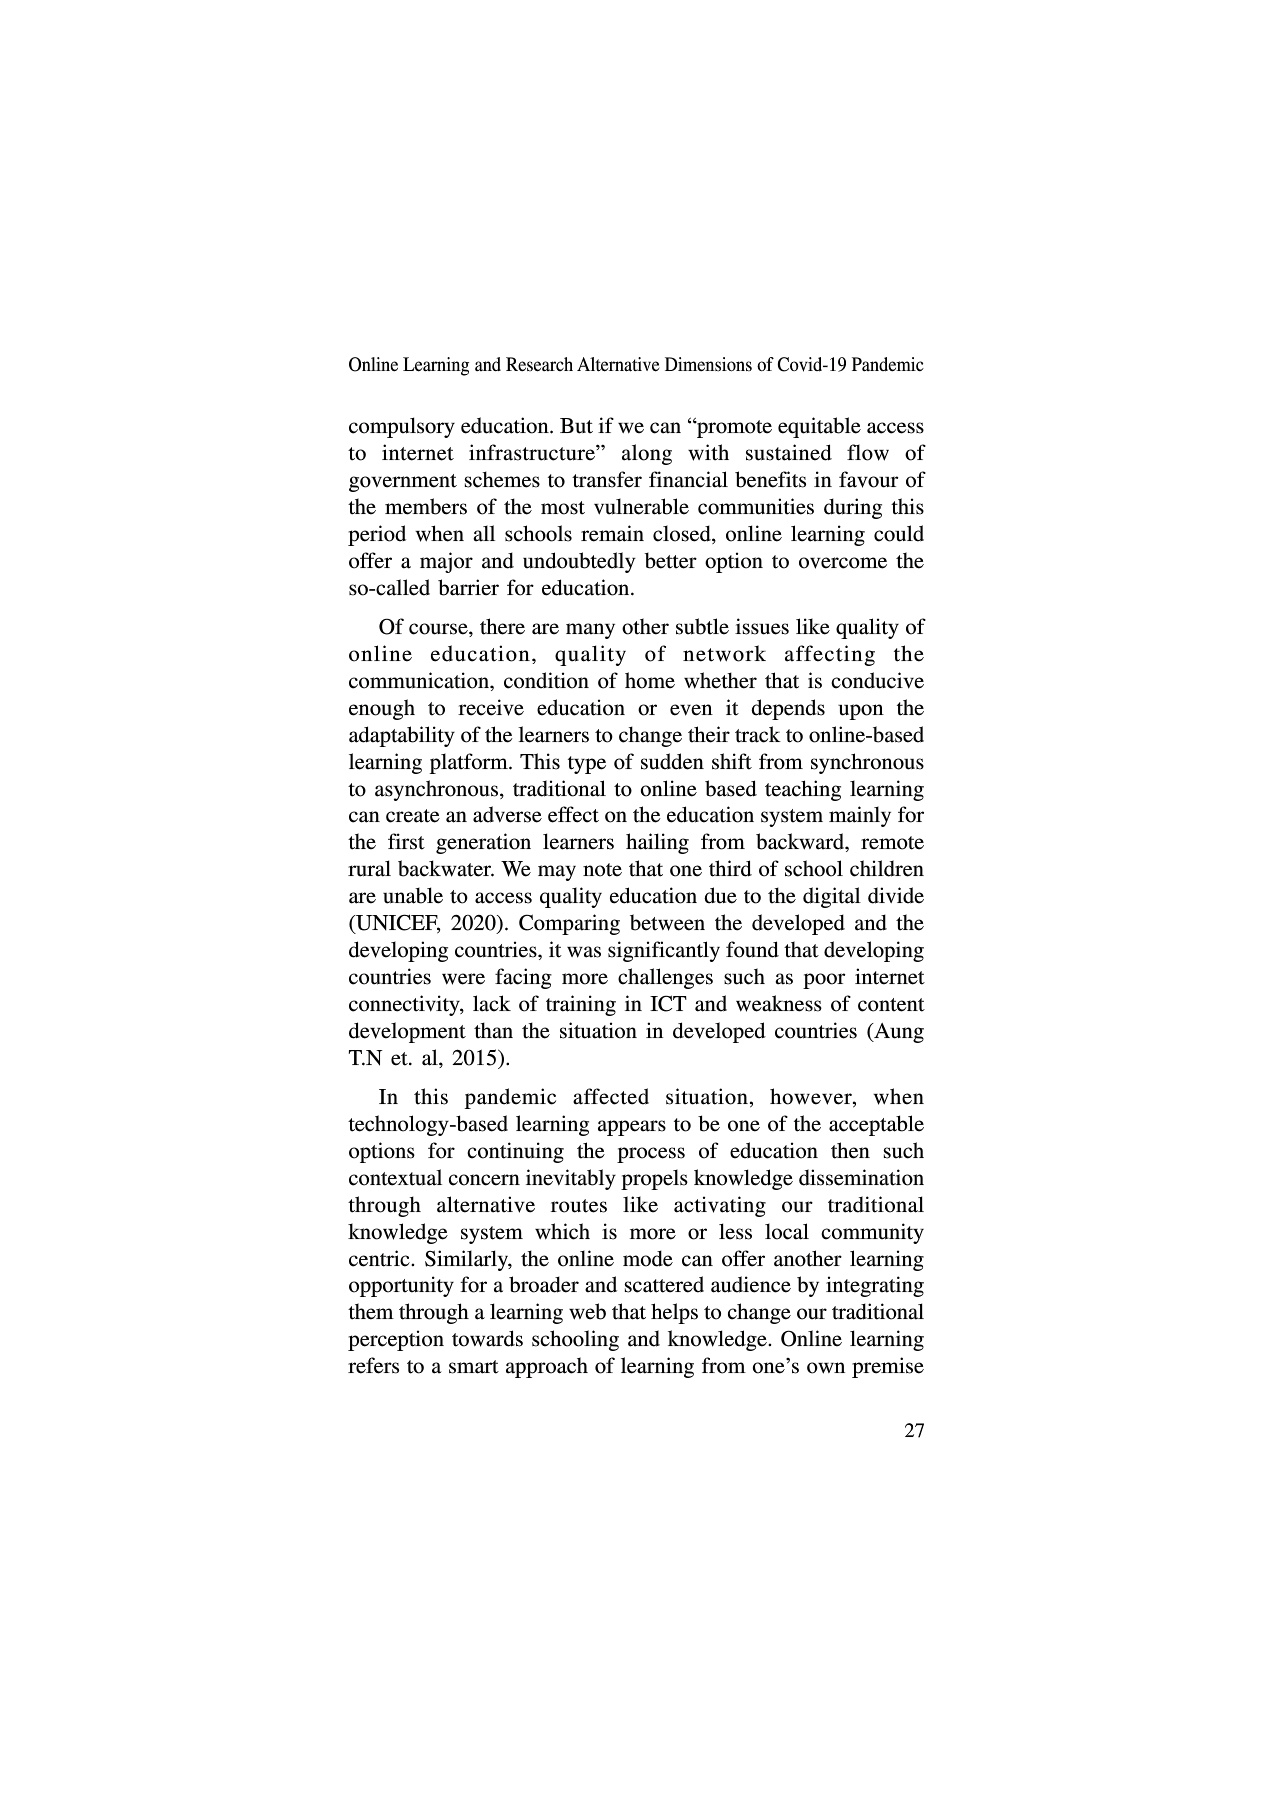 Online Learning and Research Alternative Dimensions of Covid-19 Pandemic
compulsory education. But if we can “promote equitable access
to internet infrastructure” along with sustained flow of
government schemes to transfer financial benefits in favour of
the members of the most vulnerable communities during this
period when all schools remain closed, online learning could
offer a major and undoubtedly better option to overcome the
so-called barrier for education.
Of course, there are many other subtle issues like quality of
online education, quality of network affecting the
communication, condition of home whether that is conducive
enough to receive education or even it depends upon the
adaptability of the learners to change their track to online-based
learning platform. This type of sudden shift from synchronous
to asynchronous, traditional to online based teaching learning
can create an adverse effect on the education system mainly for
the first generation learners hailing from backward, remote
rural backwater. We may note that one third of school children
are unable to access quality education due to the digital divide
(UNICEF, 2020). Comparing between the developed and the
developing countries, it was significantly found that developing
countries were facing more challenges such as poor internet
connectivity, lack of training in ICT and weakness of content
development than the situation in developed countries (Aung
T.N et. al, 2015).
In this pandemic affected situation, however, when
technology-based learning appears to be one of the acceptable
options for continuing the process of education then such
contextual concern inevitably propels knowledge dissemination
through alternative routes like activating our traditional
knowledge system which is more or less local community
centric. Similarly, the online mode can offer another learning
opportunity for a broader and scattered audience by integrating
them through a learning web that helps to change our traditional
perception towards schooling and knowledge. Online learning
refers to a smart approach of learning from one’s own premise
27